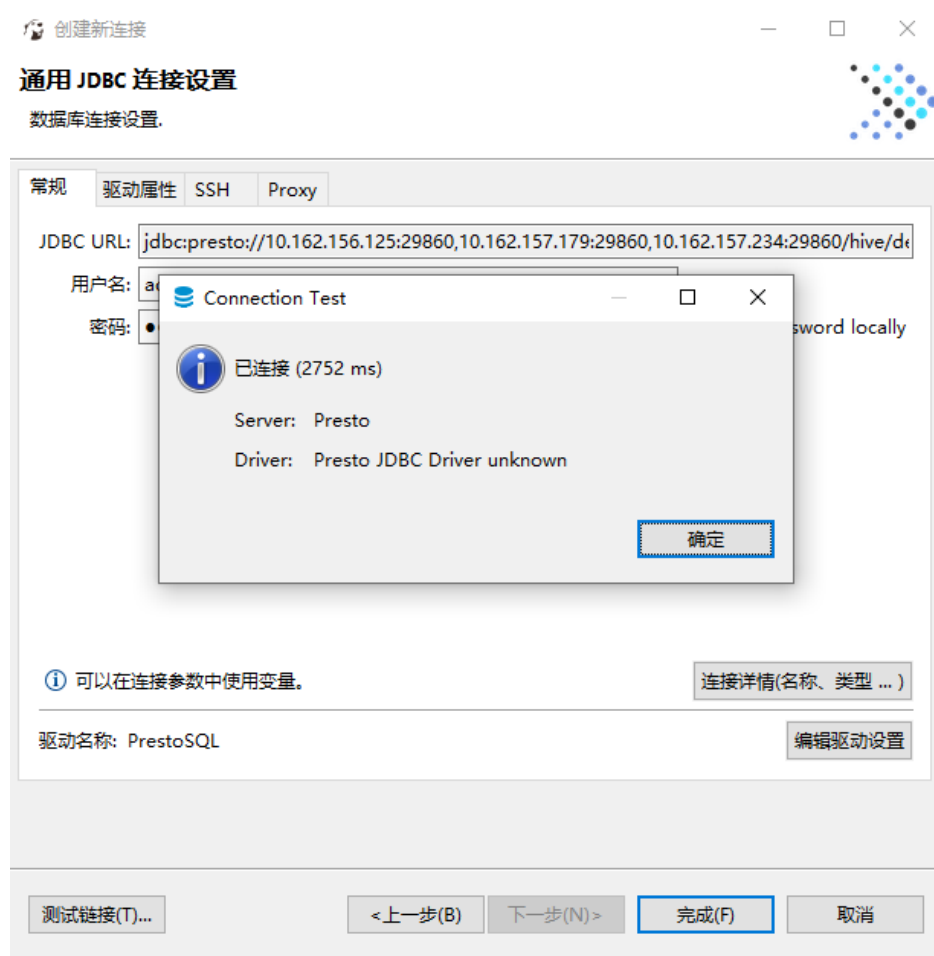 创建新连接
通用 JDBC 连接设置
数据库连接设置.
常规 驱动属性 SSH Proxy
JDBC URL: jdbc:presto://10.162.156.125:29860,10.162.157.179:29860,10.162.157.234:29860/hive/de
用户名:
密码: sword locally
Connection Test
已连接 (2752 ms)
Server: Presto
Driver: Presto JDBC Driver unknown
确定
可以在连接参数中使用变量。 连接详情(名称、类型 ... )
驱动名称: PrestoSQL 编辑驱动设置
测试链接(T)... <上一步(B) 下一步(N)> 完成(F) 取消